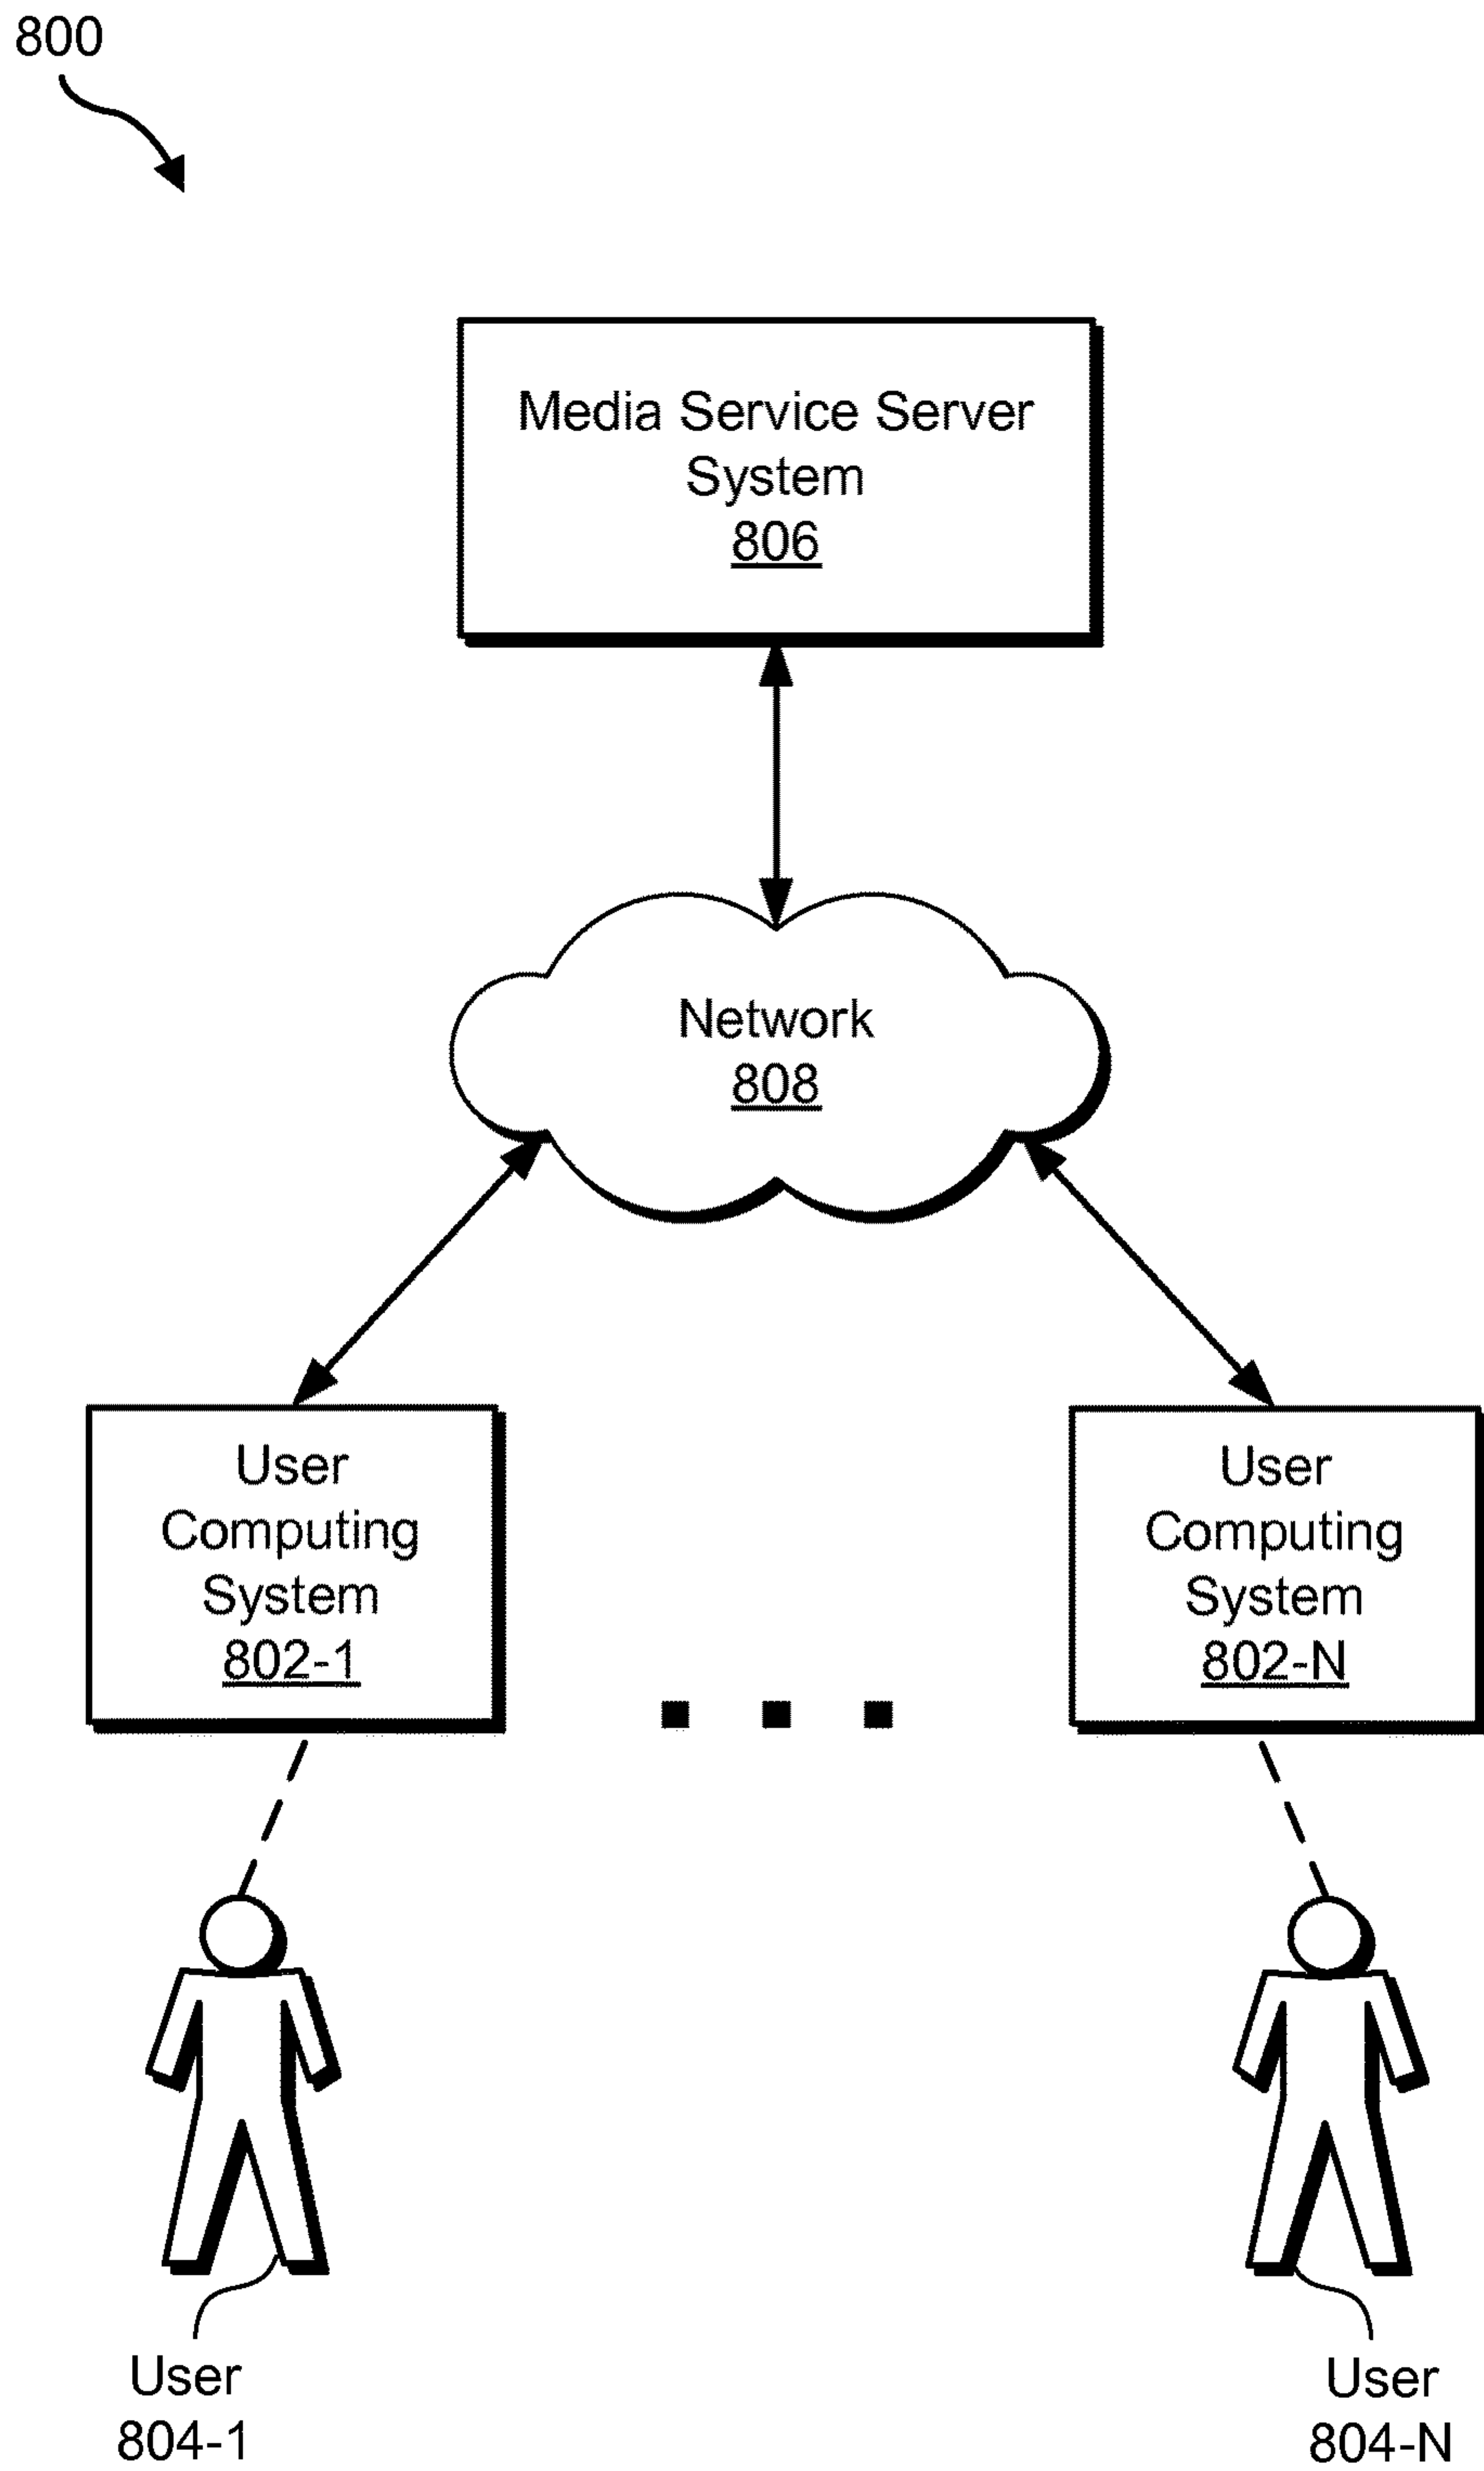 800
Media Service Server
System
806
Network
808
User
Computing
System
802-1
User
Computing
System
802-N
User
804-1
User
804-N